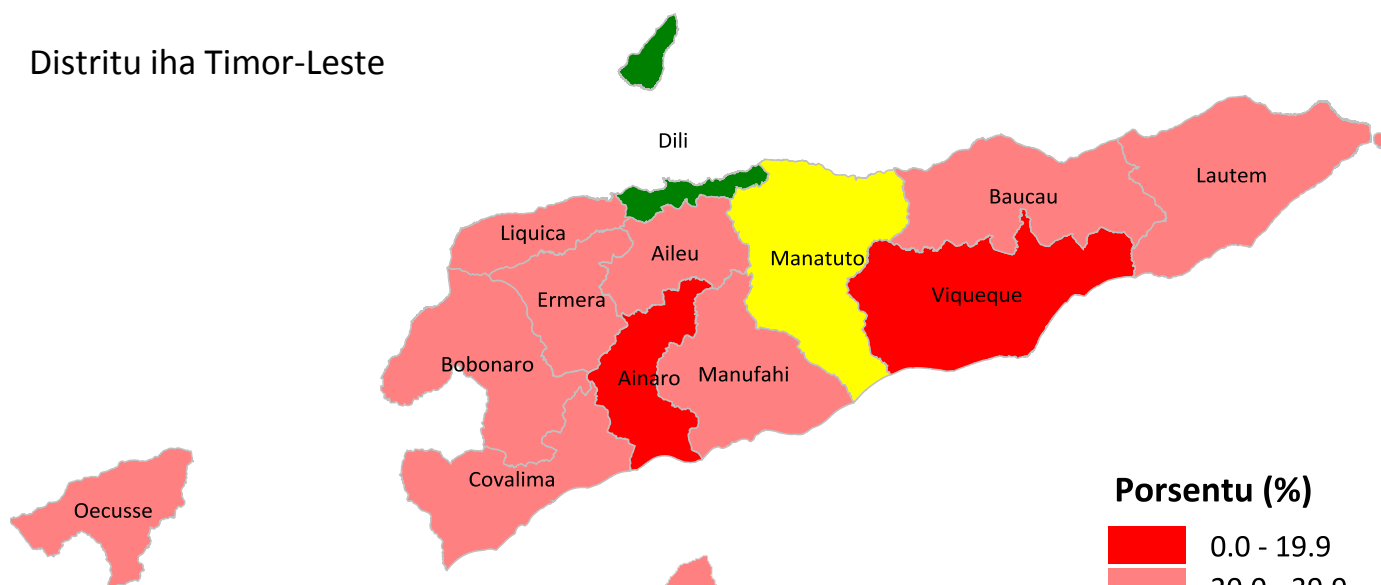 Distritu iha Timor-Leste
Dili
Lautem
Baucau
Liquica
Aileu
Manatuto
Viqueque
Ermera
Bobonaro
Ainaro
Manufahi
Covalima
Oecusse
Porsentu (%)
0.0 - 19.9